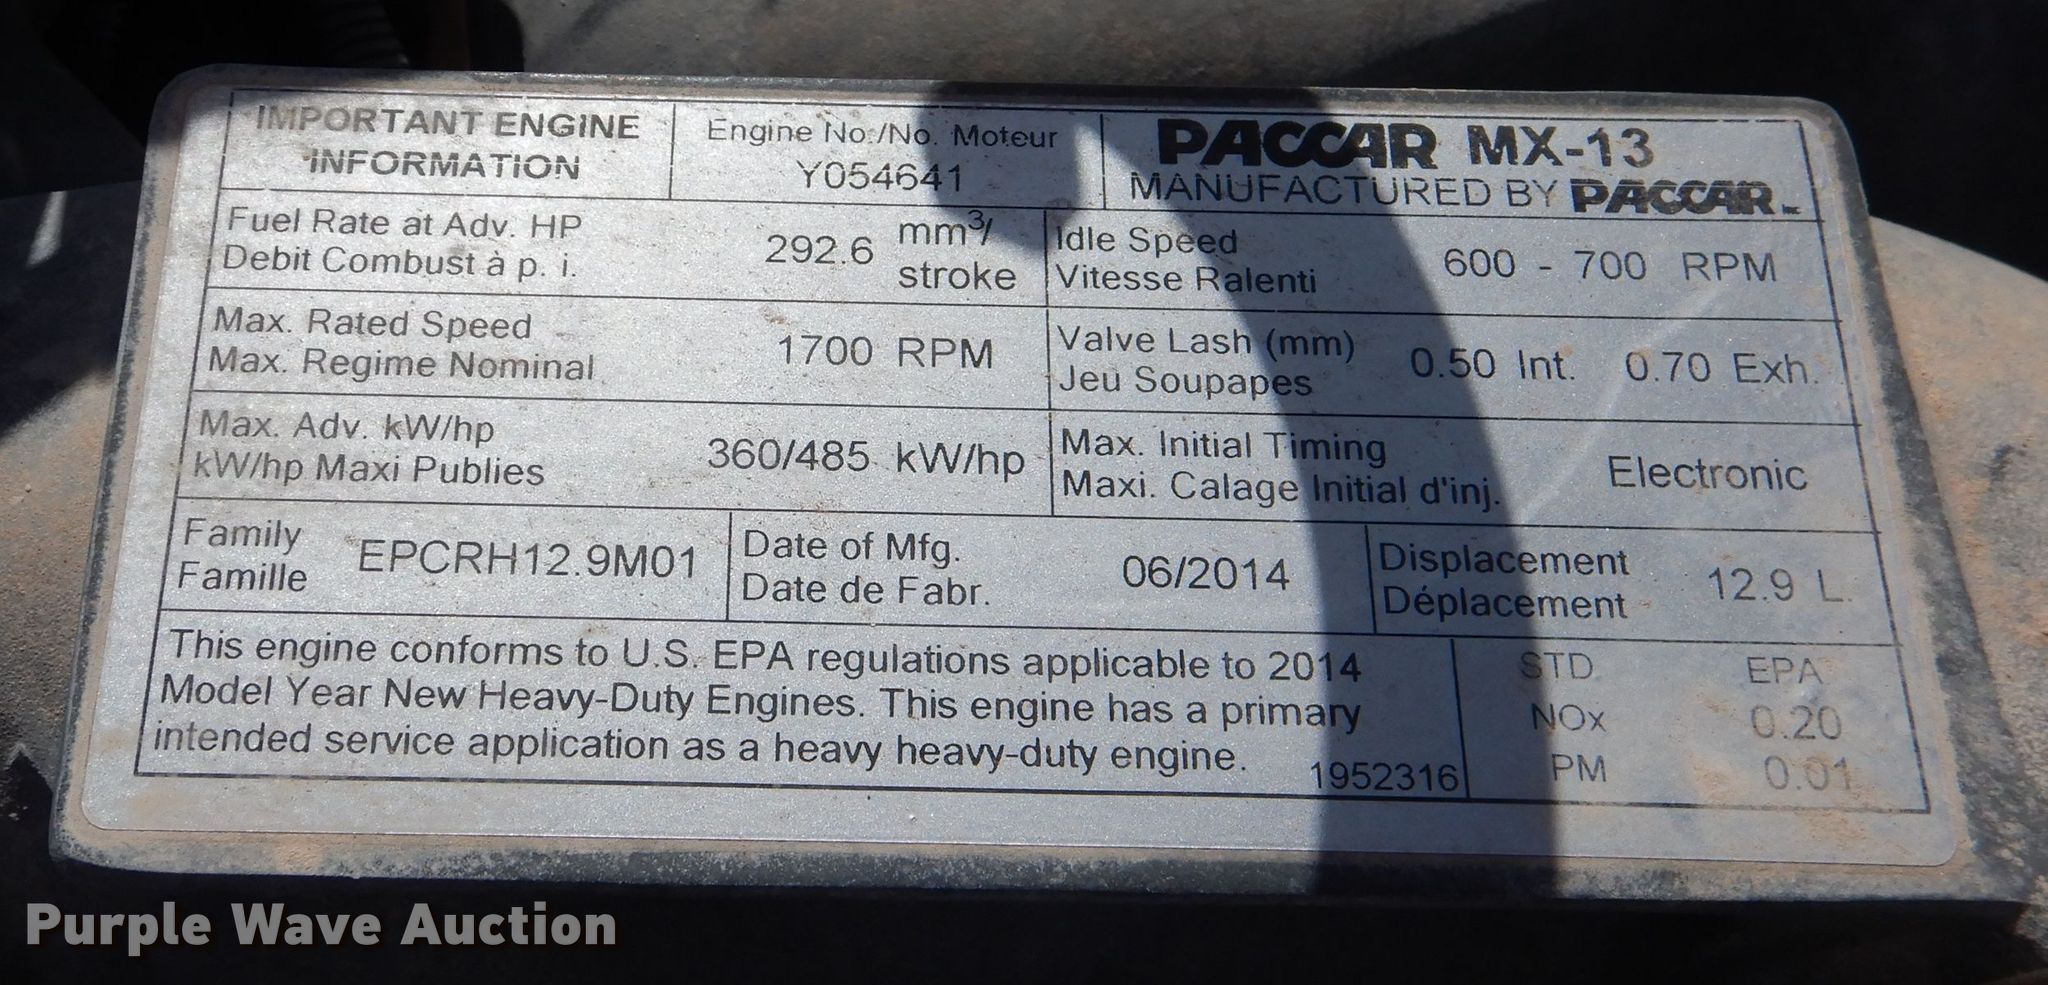 IMPORTANT ENGINE
INFORMATION
Engine No./No. Moteur
Y054641
PACCAR MX-13
MANUFACTURED BY PACCAR INC
Fuel Rate at Adv. HP
Debit Combust à p. i.
292.6 mm³/
stroke
Idle Speed
Vitesse Ralenti
600 - 700 RPM
Max. Rated Speed
Max. Regime Nominal
1700 RPM
Valve Lash (mm)
Jeu Soupapes
0.50 Int. 0.70 Exh.
Max. Adv. kW/hp
kW/hp Maxi Publies
360/485 kW/hp
Max. Initial Timing
Maxi. Calage Initial d'inj.
Electronic
Family
Famille
EPCRH12.9M01
Date of Mfg.
Date de Fabr.
06/2014
Displacement
Déplacement
12.9 L.
This engine conforms to U.S. EPA regulations applicable to 2014
Model Year New Heavy-Duty Engines. This engine has a primary
intended service application as a heavy heavy-duty engine.
1952316
STD EPA
NOx 0.20
PM 0.01
Purple Wave Auction